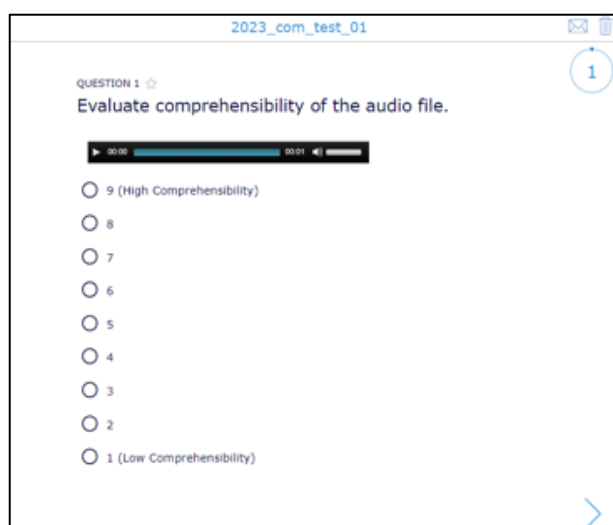 2023_com_test_01
1
QUESTION 1
Evaluate comprehensibility of the audio file.
00:00 00:01
9 (High Comprehensibility)
8
7
6
5
4
3
2
1 (Low Comprehensibility)